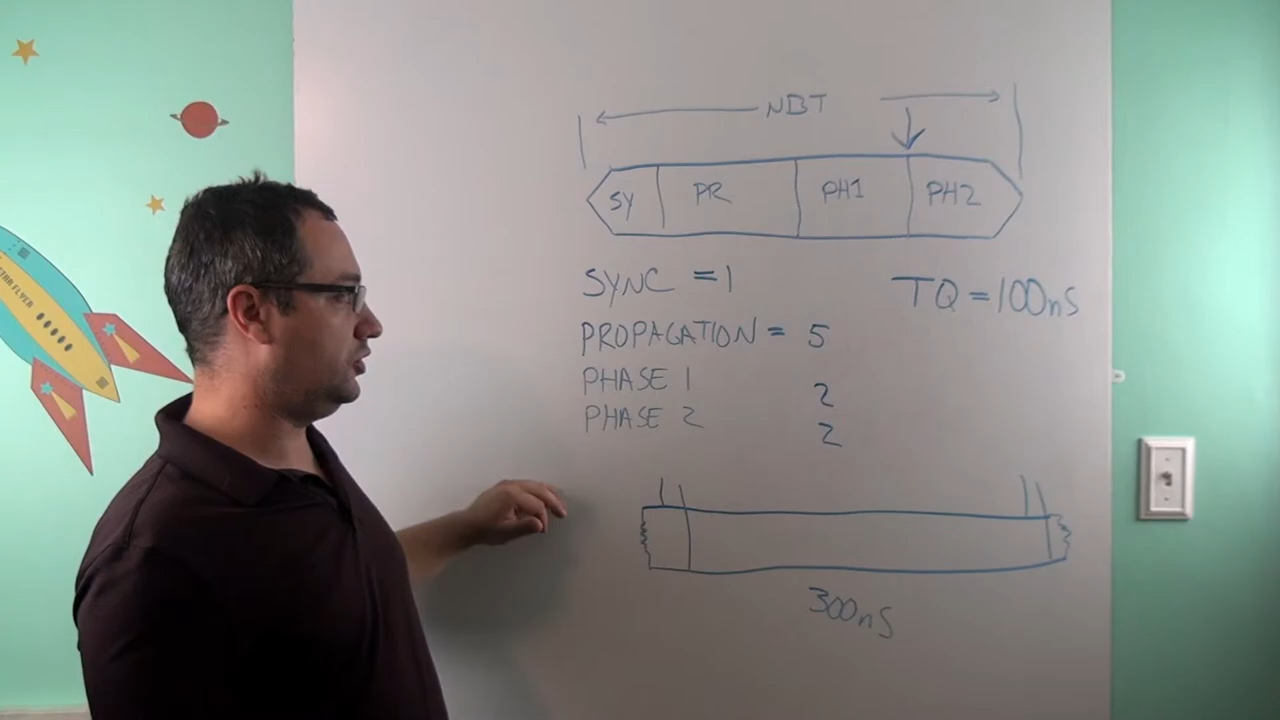 NBT
SY PR PH1 PH2
SYNC = 1
TQ = 100nS
PROPAGATION = 5
PHASE 1 2
PHASE 2 2
300nS